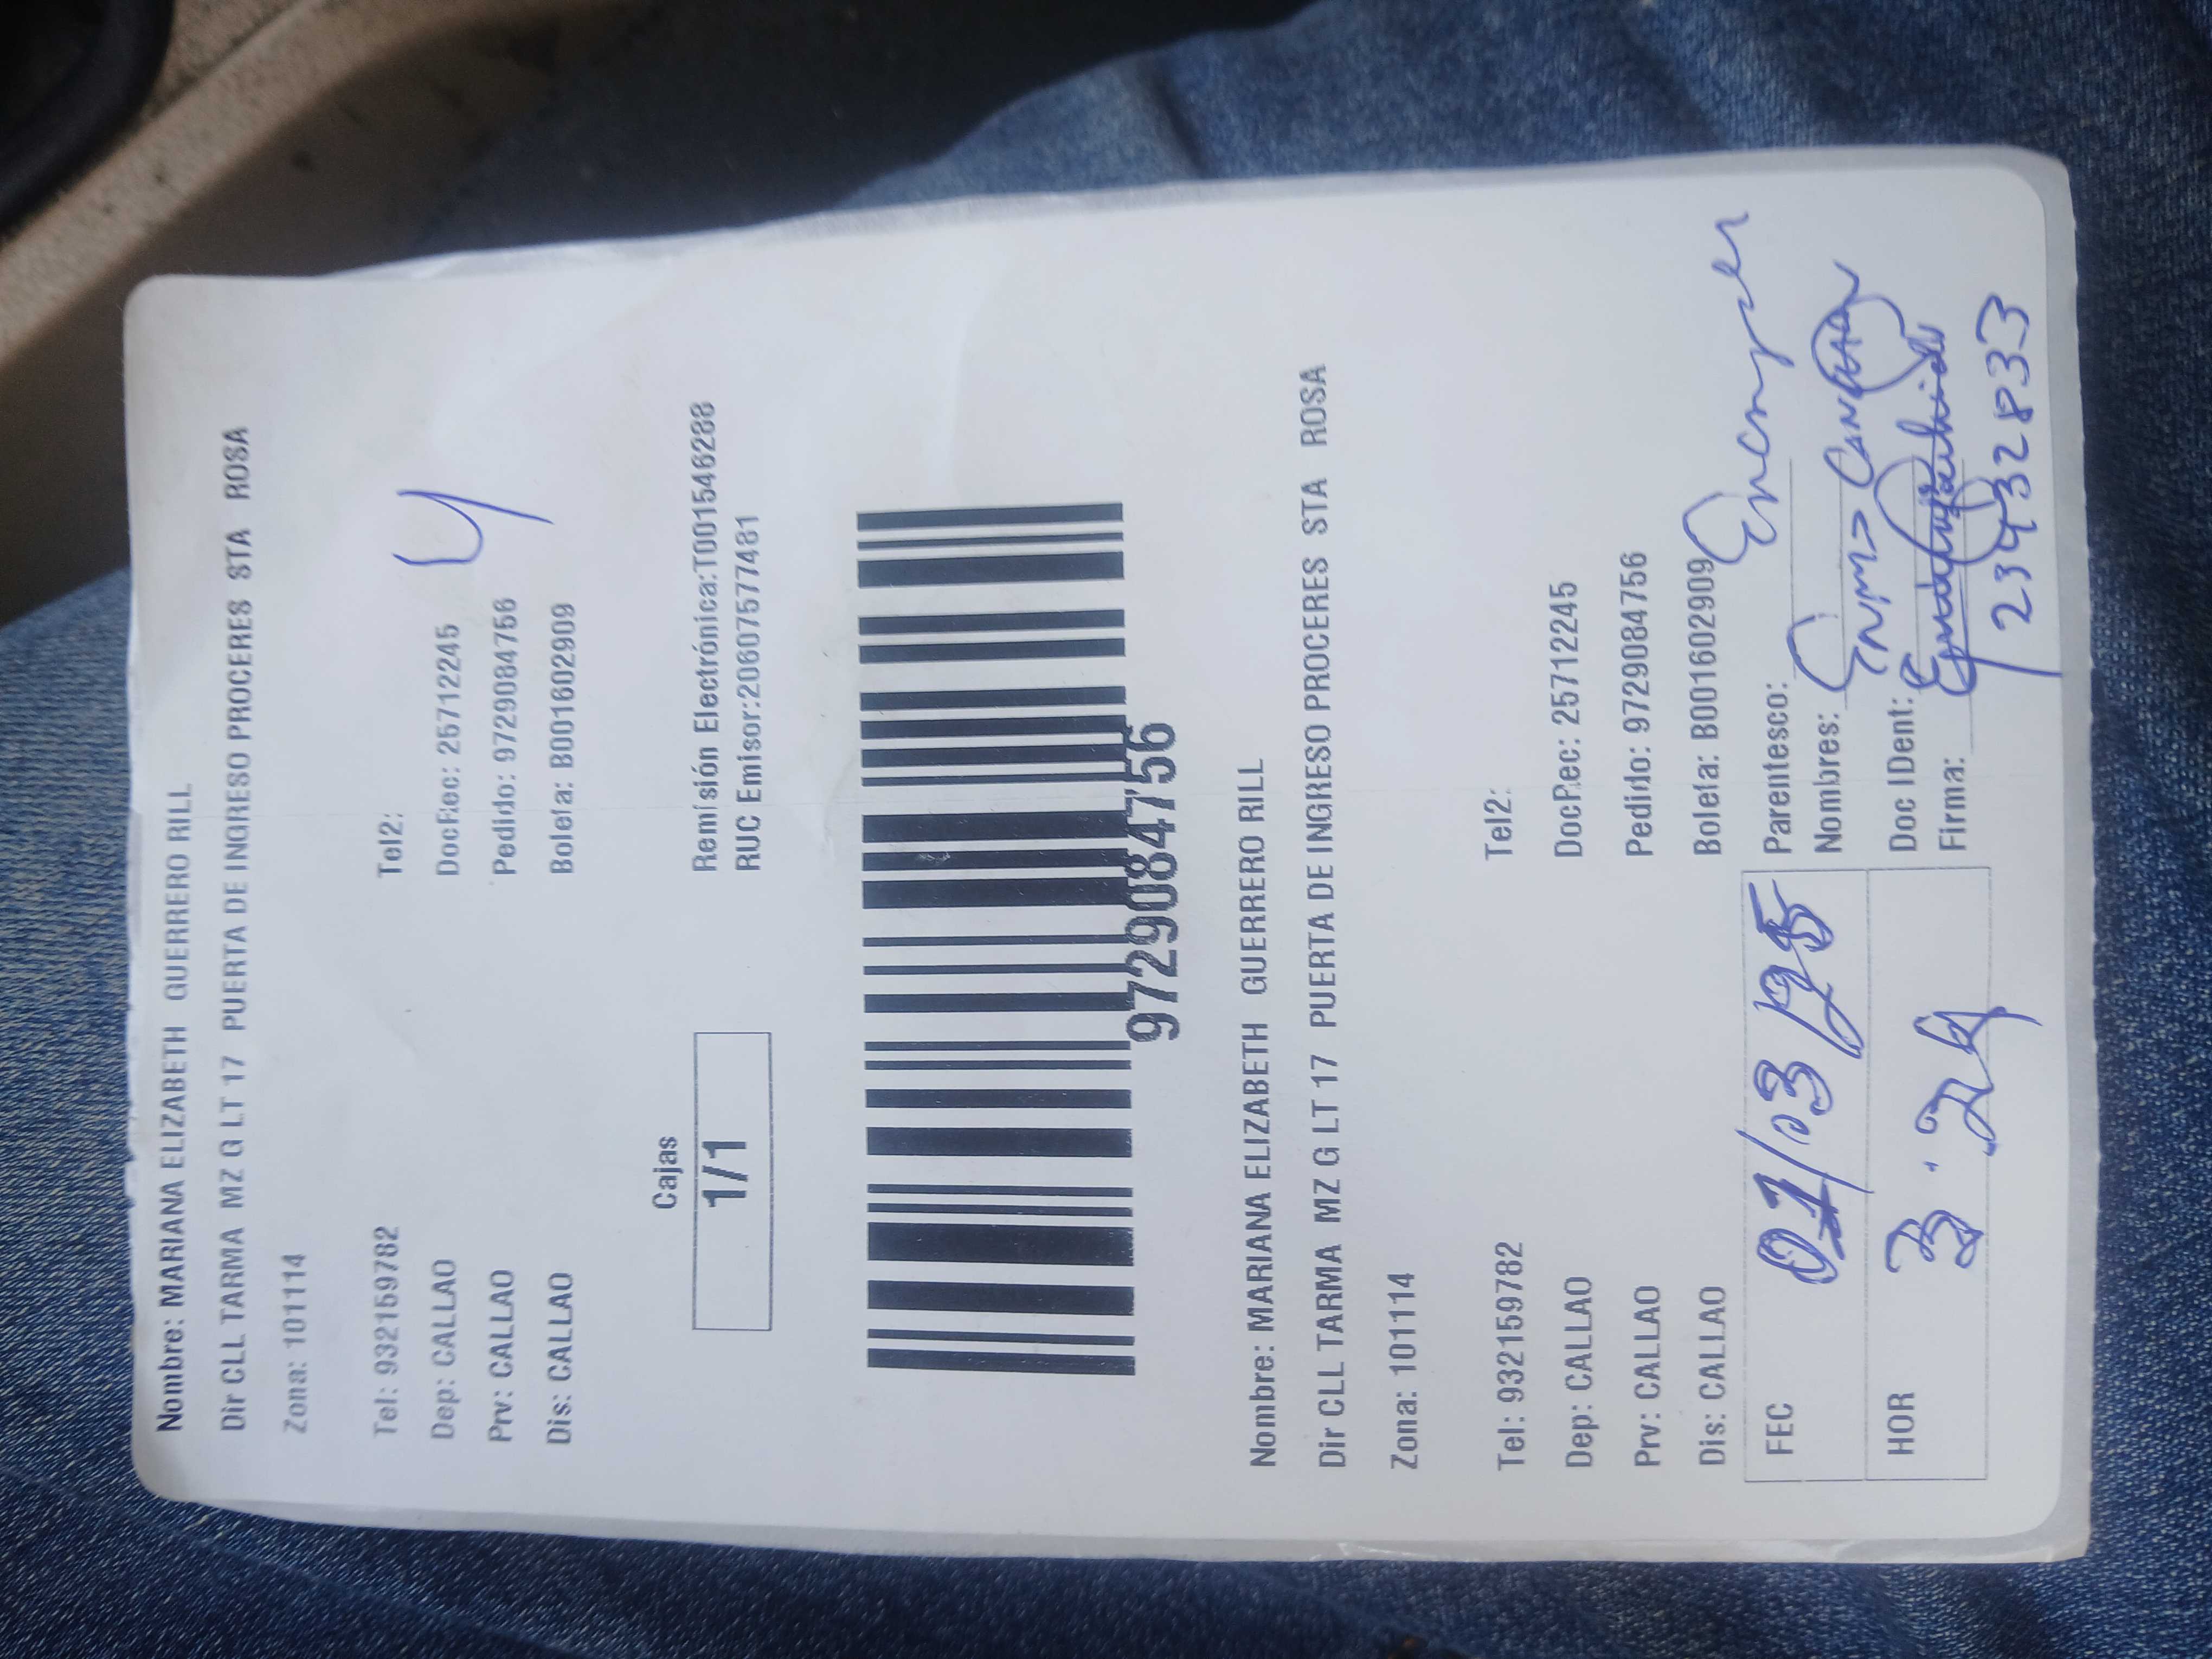 Nombre: MARIANA ELIZABETH GUERRERO RILL
Dir CLL TARMA MZ G LT 17 PUERTA DE INGRESO PROCERES STA ROSA
Zona: 101114
Tel: 932159782 Tel2:
Dep: CALLAO DocRec: 25712245
Prv: CALLAO Pedido: 9729084756
Dis: CALLAO Boleta: B001602909
Cajas
1/1
Remisión Electrónica:T001546288
RUC Emisor:20607577481
9729084756
Nombre: MARIANA ELIZABETH GUERRERO RILL
Dir CLL TARMA MZ G LT 17 PUERTA DE INGRESO PROCERES STA ROSA
Zona: 101114
Tel: 932159782 Tel2:
Dep: CALLAO DocRec: 25712245
Prv: CALLAO Pedido: 9729084756
Dis: CALLAO Boleta: B001602909
FEC Parentesco:
Nombres:
HOR Doc IDent:
Firma: